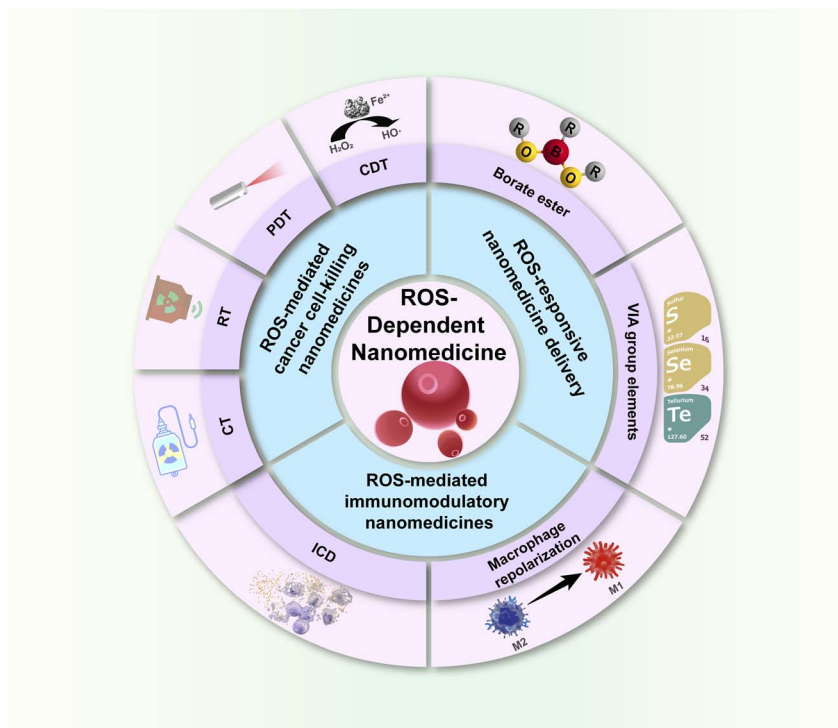 ROS-
Dependent
Nanomedicine
ROS-mediated
cancer cell-killing
nanomedicines
ROS-responsive
nanomedicine delivery
ROS-mediated
immunomodulatory
nanomedicines
CDT
Fe²⁺
H₂O₂
HO·
PDT
RT
CT
ICD
Borate ester
R
R
O
B
O
R
VIA group elements
Sulfur
S
32.07
16
Selenium
Se
78.96
34
Tellurium
Te
127.60
52
Macrophage
repolarization
M1
M2